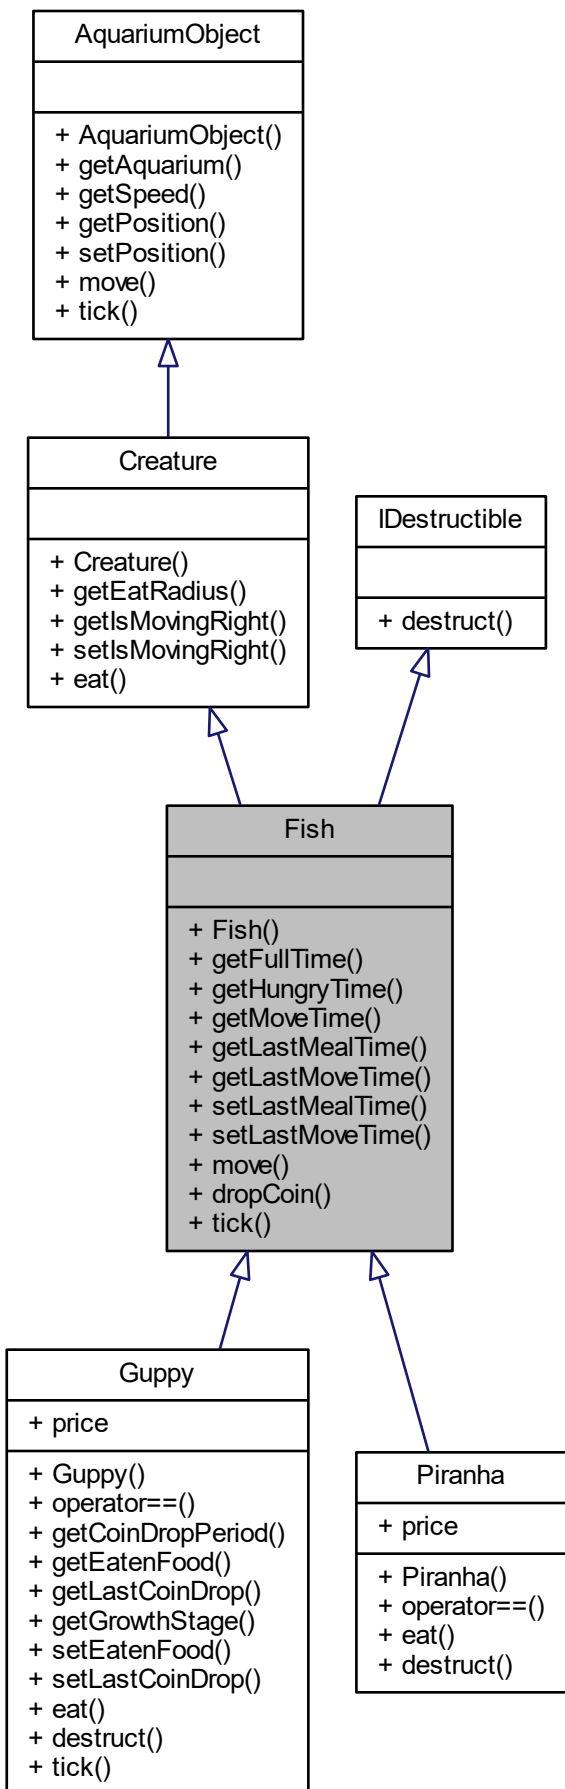 AquariumObject
+ AquariumObject()
+ getAquarium()
+ getSpeed()
+ getPosition()
+ setPosition()
+ move()
+ tick()
Creature
+ Creature()
+ getEatRadius()
+ getIsMovingRight()
+ setIsMovingRight()
+ eat()
IDestructible
+ destruct()
Fish
+ Fish()
+ getFullTime()
+ getHungryTime()
+ getMoveTime()
+ getLastMealTime()
+ getLastMoveTime()
+ setLastMealTime()
+ setLastMoveTime()
+ move()
+ dropCoin()
+ tick()
Guppy
+ price
+ Guppy()
+ operator==()
+ getCoinDropPeriod()
+ getEatenFood()
+ getLastCoinDrop()
+ getGrowthStage()
+ setEatenFood()
+ setLastCoinDrop()
+ eat()
+ destruct()
+ tick()
Piranha
+ price
+ Piranha()
+ operator==()
+ eat()
+ destruct()